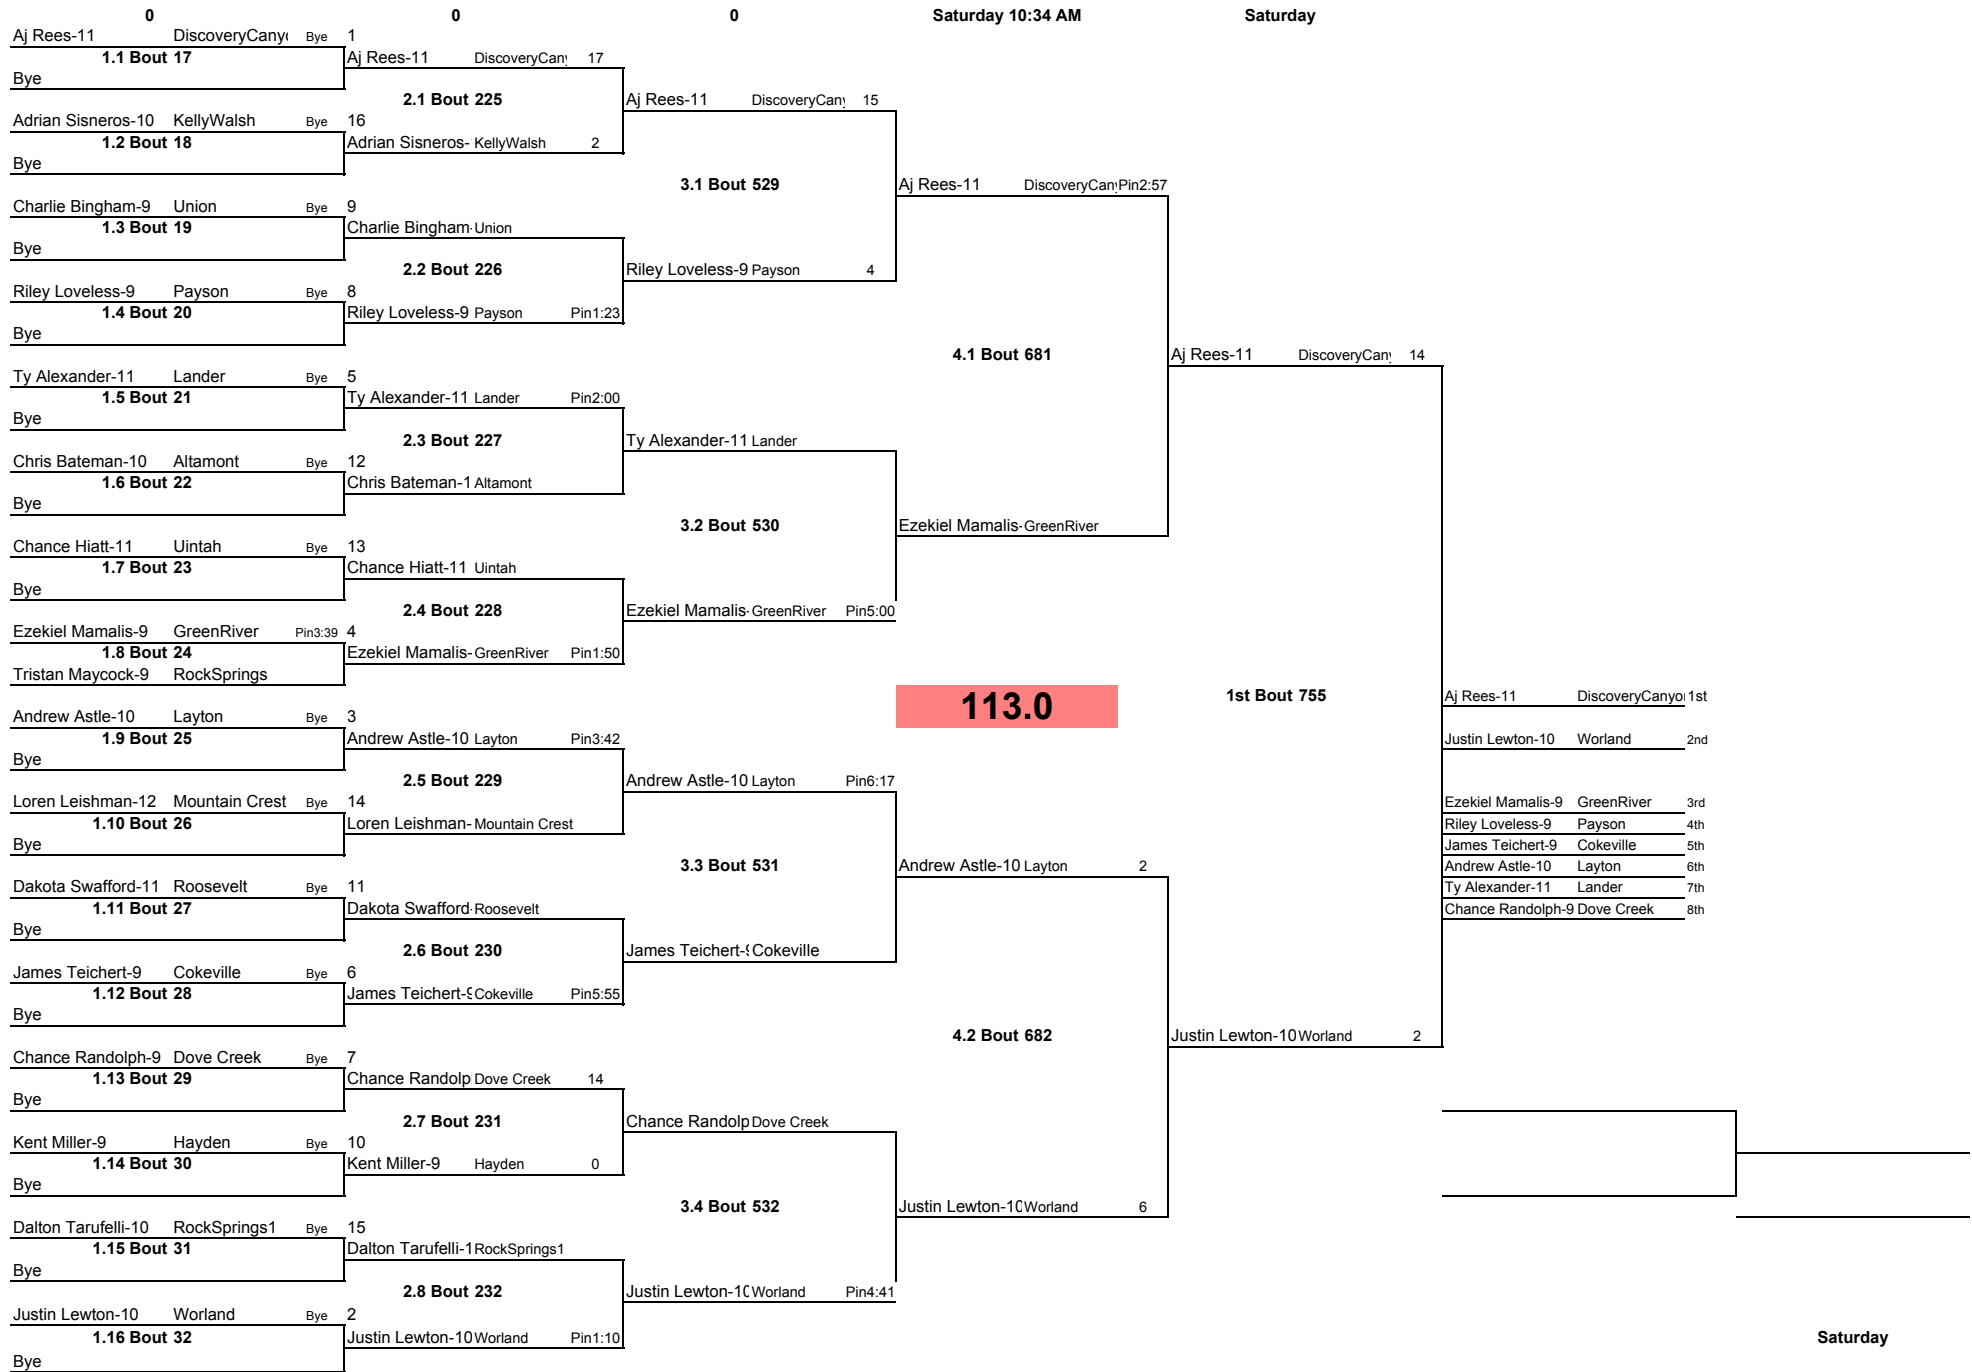 0 0 0 Saturday 10:34 AM Saturday
Aj Rees-11 DiscoveryCanyo Bye 1
1.1 Bout 17 Aj Rees-11 DiscoveryCany 17
Bye
2.1 Bout 225 Aj Rees-11 DiscoveryCany 15
Adrian Sisneros-10 KellyWalsh Bye 16
1.2 Bout 18 Adrian Sisneros- KellyWalsh 2
Bye
3.1 Bout 529 Aj Rees-11 DiscoveryCany Pin2:57
Charlie Bingham-9 Union Bye 9
1.3 Bout 19 Charlie Bingham- Union
Bye
2.2 Bout 226 Riley Loveless-9 Payson 4
Riley Loveless-9 Payson Bye 8
1.4 Bout 20 Riley Loveless-9 Payson Pin1:23
Bye
4.1 Bout 681 Aj Rees-11 DiscoveryCany 14
Ty Alexander-11 Lander Bye 5
1.5 Bout 21 Ty Alexander-11 Lander Pin2:00
Bye
2.3 Bout 227 Ty Alexander-11 Lander
Chris Bateman-10 Altamont Bye 12
1.6 Bout 22 Chris Bateman-1 Altamont
Bye
3.2 Bout 530 Ezekiel Mamalis- GreenRiver
Chance Hiatt-11 Uintah Bye 13
1.7 Bout 23 Chance Hiatt-11 Uintah
Bye
2.4 Bout 228 Ezekiel Mamalis- GreenRiver Pin5:00
Ezekiel Mamalis-9 GreenRiver Pin3:39 4
1.8 Bout 24 Ezekiel Mamalis- GreenRiver Pin1:50
Tristan Maycock-9 RockSprings
113.0 1st Bout 755 Aj Rees-11 DiscoveryCanyon 1st
Andrew Astle-10 Layton Bye 3
1.9 Bout 25 Andrew Astle-10 Layton Pin3:42 Justin Lewton-10 Worland 2nd
Bye
2.5 Bout 229 Andrew Astle-10 Layton Pin6:17
Loren Leishman-12 Mountain Crest Bye 14 Ezekiel Mamalis-9 GreenRiver 3rd
1.10 Bout 26 Loren Leishman- Mountain Crest Riley Loveless-9 Payson 4th
Bye James Teichert-9 Cokeville 5th
3.3 Bout 531 Andrew Astle-10 Layton 2 Andrew Astle-10 Layton 6th
Dakota Swafford-11 Roosevelt Bye 11 Ty Alexander-11 Lander 7th
1.11 Bout 27 Dakota Swafford- Roosevelt Chance Randolph-9 Dove Creek 8th
Bye
2.6 Bout 230 James Teichert-9 Cokeville
James Teichert-9 Cokeville Bye 6
1.12 Bout 28 James Teichert-9 Cokeville Pin5:55
Bye
4.2 Bout 682 Justin Lewton-10 Worland 2
Chance Randolph-9 Dove Creek Bye 7
1.13 Bout 29 Chance Randolp Dove Creek 14
Bye
2.7 Bout 231 Chance Randolp Dove Creek
Kent Miller-9 Hayden Bye 10
1.14 Bout 30 Kent Miller-9 Hayden 0
Bye
3.4 Bout 532 Justin Lewton-10 Worland 6
Dalton Tarufelli-10 RockSprings1 Bye 15
1.15 Bout 31 Dalton Tarufelli-1 RockSprings1
Bye
2.8 Bout 232 Justin Lewton-10 Worland Pin4:41
Justin Lewton-10 Worland Bye 2
1.16 Bout 32 Justin Lewton-10 Worland Pin1:10 Saturday
Bye